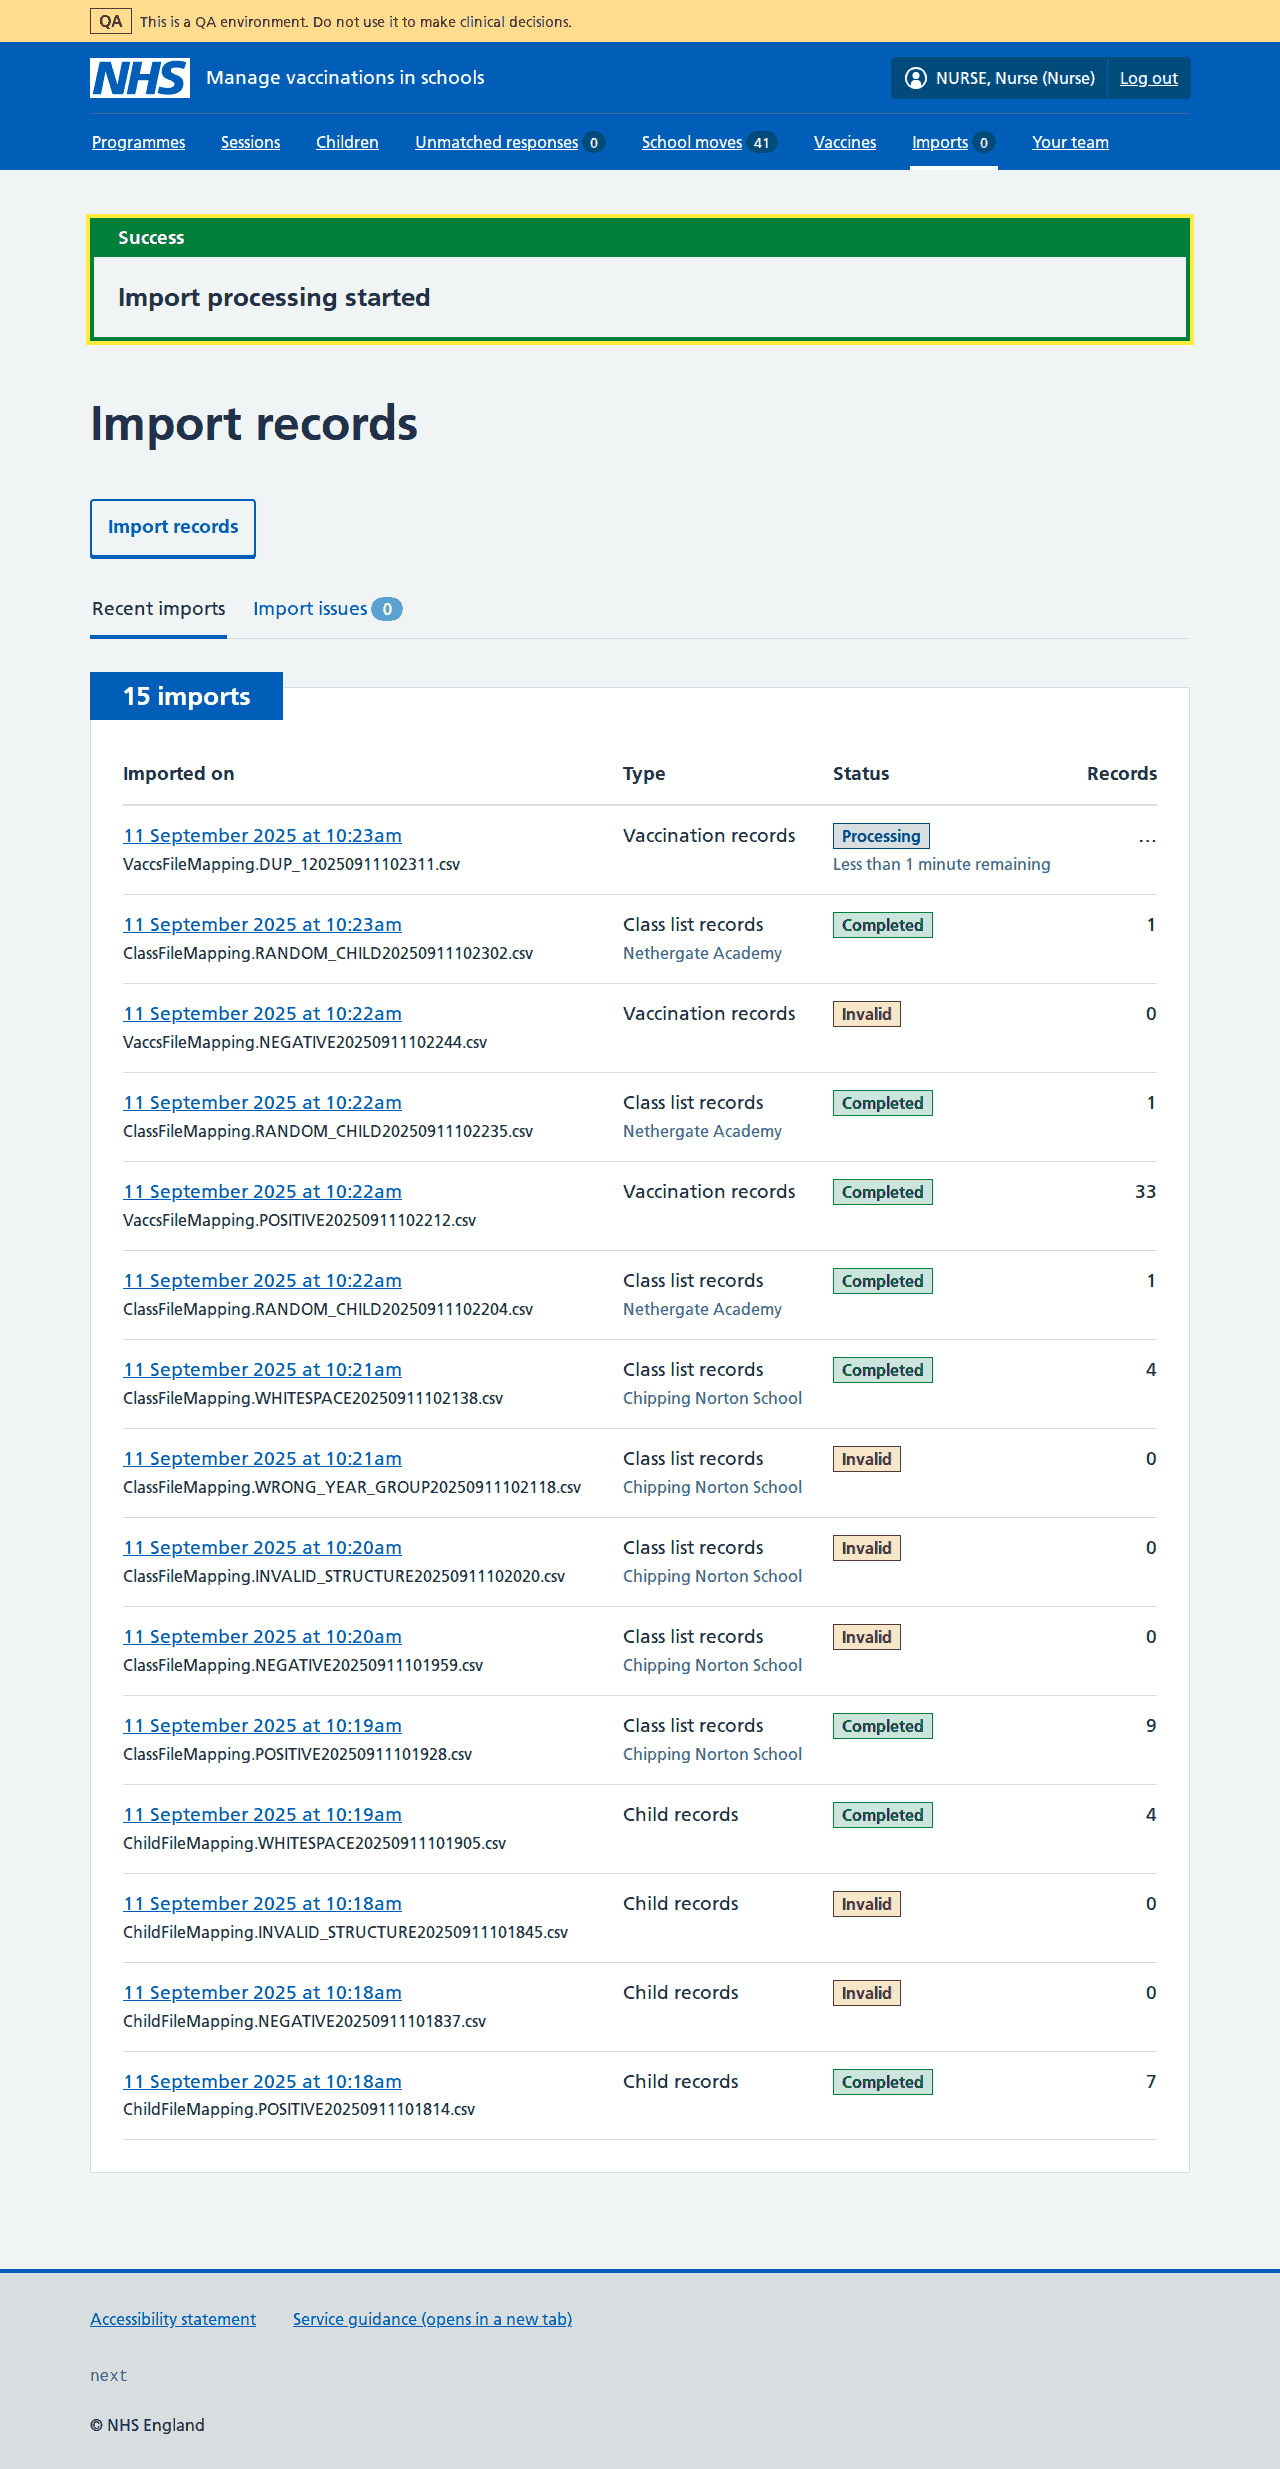 QA This is a QA environment. Do not use it to make clinical decisions.
NHS Manage vaccinations in schools NURSE, Nurse (Nurse) Log out
Programmes Sessions Children Unmatched responses 0 School moves 41 Vaccines Imports 0 Your team
Success
Import processing started
Import records
Import records
Recent imports Import issues 0
15 imports
Imported on Type Status Records
11 September 2025 at 10:23am Vaccination records Processing ...
VaccsFileMapping.DUP_120250911102311.csv Less than 1 minute remaining
11 September 2025 at 10:23am Class list records Completed 1
ClassFileMapping.RANDOM_CHILD20250911102302.csv Nethergate Academy
11 September 2025 at 10:22am Vaccination records Invalid 0
VaccsFileMapping.NEGATIVE20250911102244.csv
11 September 2025 at 10:22am Class list records Completed 1
ClassFileMapping.RANDOM_CHILD20250911102235.csv Nethergate Academy
11 September 2025 at 10:22am Vaccination records Completed 33
VaccsFileMapping.POSITIVE20250911102212.csv
11 September 2025 at 10:22am Class list records Completed 1
ClassFileMapping.RANDOM_CHILD20250911102204.csv Nethergate Academy
11 September 2025 at 10:21am Class list records Completed 4
ClassFileMapping.WHITESPACE20250911102138.csv Chipping Norton School
11 September 2025 at 10:21am Class list records Invalid 0
ClassFileMapping.WRONG_YEAR_GROUP20250911102118.csv Chipping Norton School
11 September 2025 at 10:20am Class list records Invalid 0
ClassFileMapping.INVALID_STRUCTURE20250911102020.csv Chipping Norton School
11 September 2025 at 10:20am Class list records Invalid 0
ClassFileMapping.NEGATIVE20250911101959.csv Chipping Norton School
11 September 2025 at 10:19am Class list records Completed 9
ClassFileMapping.POSITIVE20250911101928.csv Chipping Norton School
11 September 2025 at 10:19am Child records Completed 4
ChildFileMapping.WHITESPACE20250911101905.csv
11 September 2025 at 10:18am Child records Invalid 0
ChildFileMapping.INVALID_STRUCTURE20250911101845.csv
11 September 2025 at 10:18am Child records Invalid 0
ChildFileMapping.NEGATIVE20250911101837.csv
11 September 2025 at 10:18am Child records Completed 7
ChildFileMapping.POSITIVE20250911101814.csv
Accessibility statement Service guidance (opens in a new tab)
next
© NHS England